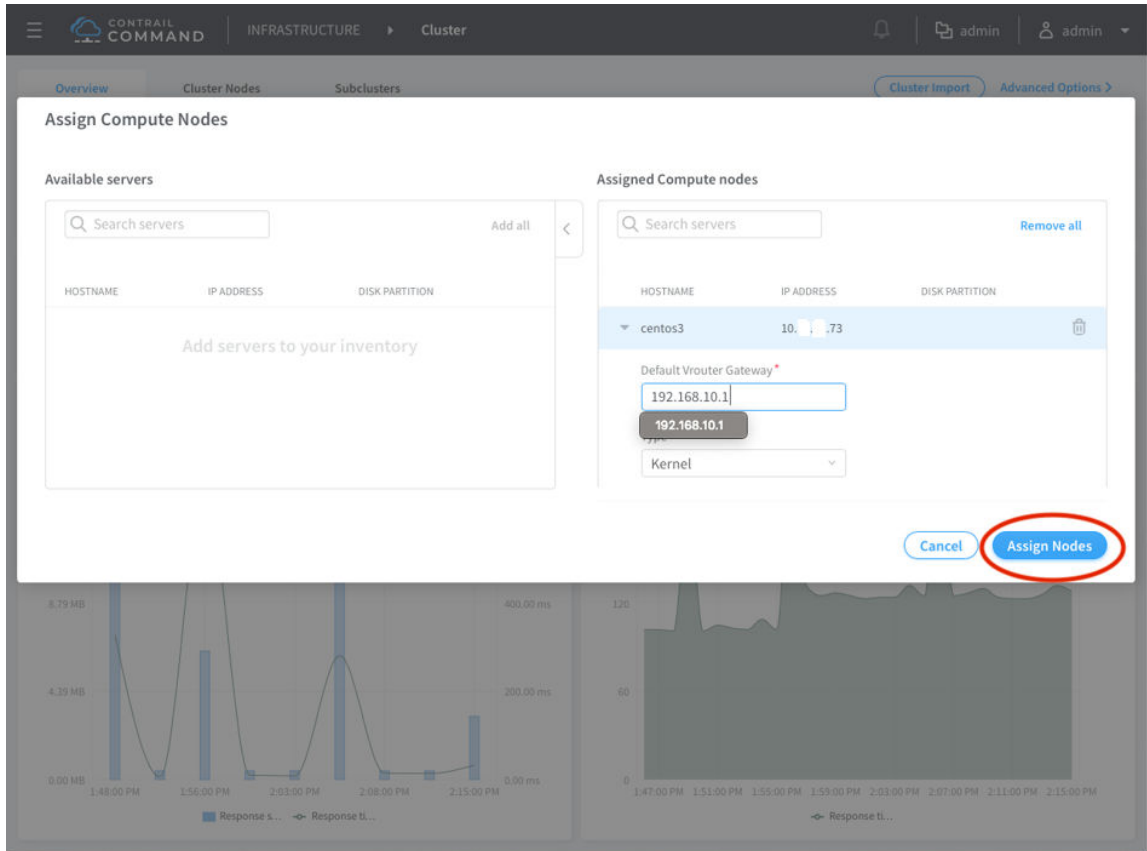 CONTRAIL
COMMAND
INFRASTRUCTURE
Cluster
admin
admin
Overview
Cluster Nodes
Subclusters
Cluster Import
Advanced Options >
Assign Compute Nodes
Available servers
Search servers
Add all
HOSTNAME
IP ADDRESS
DISK PARTITION
Add servers to your inventory
Assigned Compute nodes
Search servers
Remove all
HOSTNAME
IP ADDRESS
DISK PARTITION
centos3
10. . .73
Default Vrouter Gateway*
192.168.10.1
192.168.10.1
Type
Kernel
Cancel
Assign Nodes
8.79 MB
4.39 MB
0.00 MB
400.00 ms
200.00 ms
0.00 ms
1:48:00 PM 1:56:00 PM 2:03:00 PM 2:08:00 PM 2:15:00 PM
Response s... Response ti...
120
60
0
1:47:00 PM 1:51:00 PM 1:55:00 PM 1:59:00 PM 2:03:00 PM 2:07:00 PM 2:11:00 PM 2:15:00 PM
Response ti...